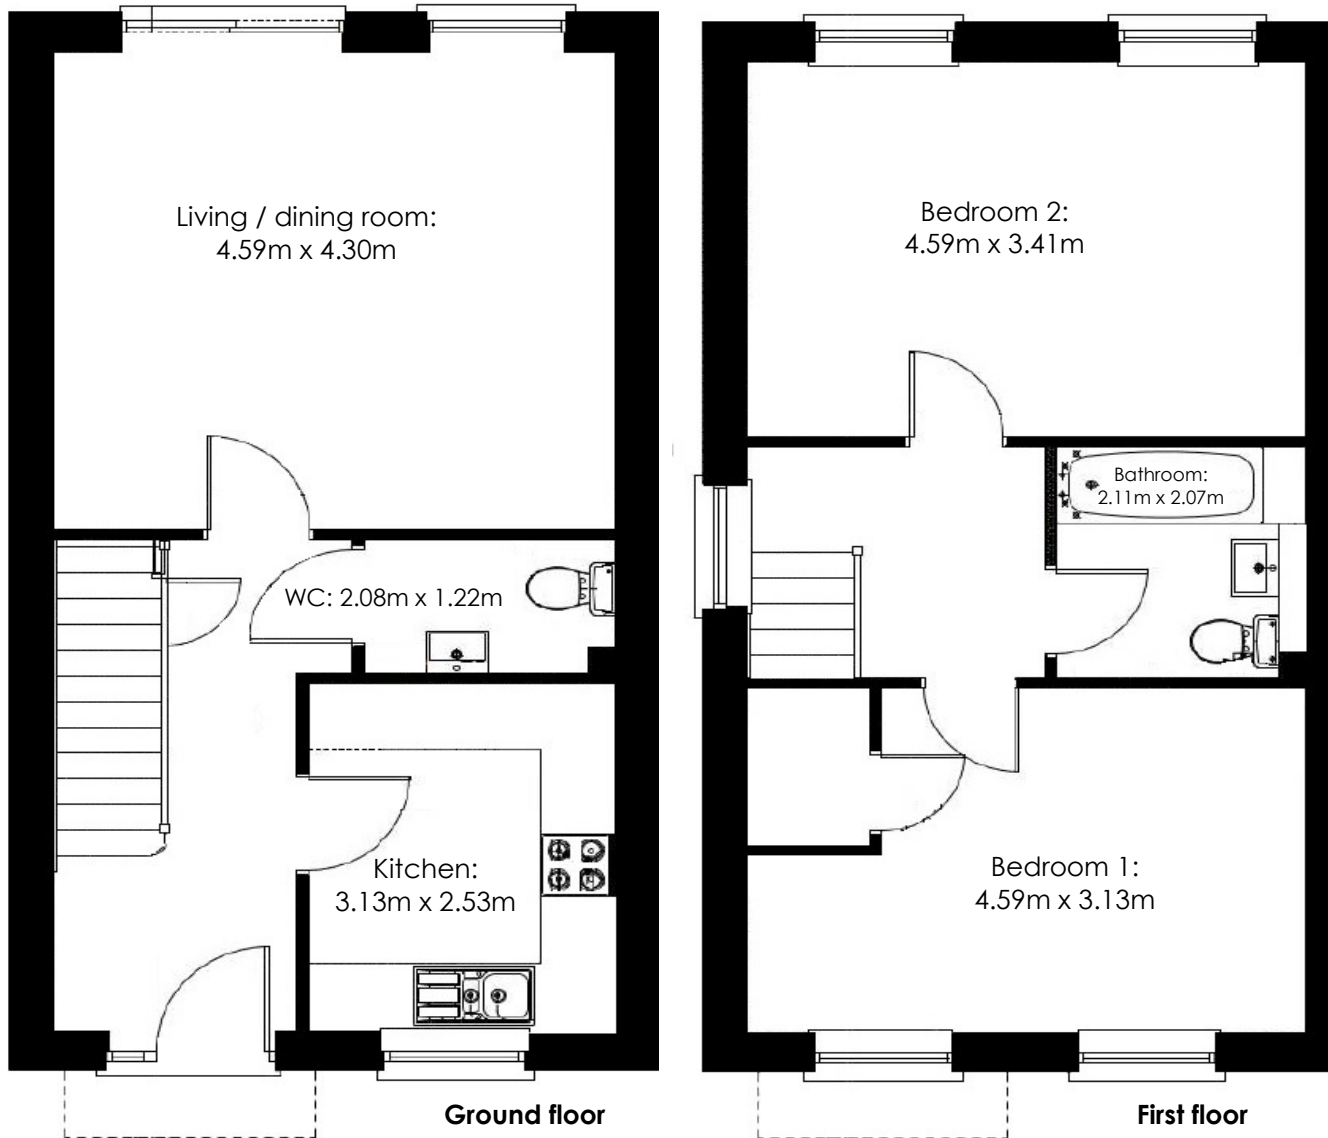 Living / dining room:
4.59m x 4.30m
WC: 2.08m x 1.22m
Kitchen:
3.13m x 2.53m
Ground floor
Bedroom 2:
4.59m x 3.41m
Bathroom:
2.11m x 2.07m
Bedroom 1:
4.59m x 3.13m
First floor